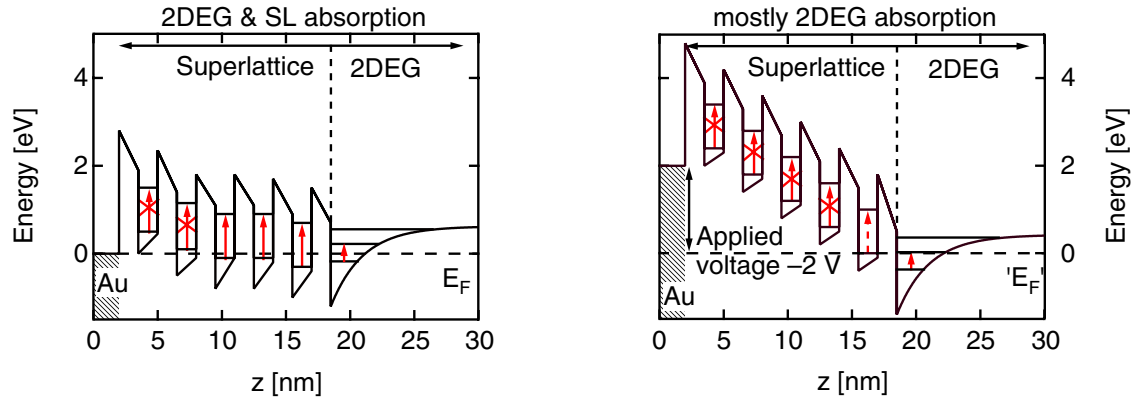 2DEG & SL absorption
Superlattice 2DEG
4
2
0
Energy [eV]
Au
E_F
0 5 10 15 20 25 30
z [nm]
mostly 2DEG absorption
Superlattice 2DEG
4
2
0
Energy [eV]
Applied
voltage –2 V
Au
'E_F'
0 5 10 15 20 25 30
z [nm]